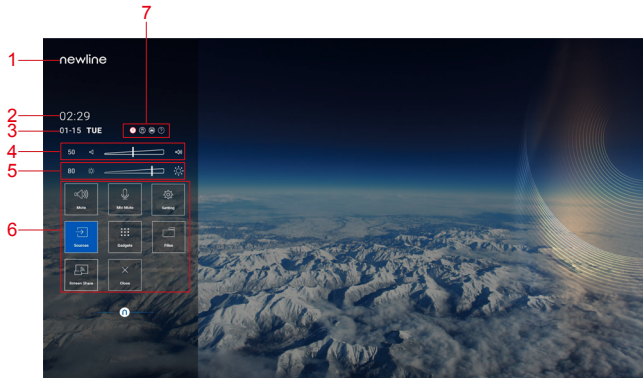 7
1
newline
2
02:29
3
01-15 TUE
4
50
5
80
Mute
Mic Mute
Setting
6
Sources
Gadgets
Files
Screen Share
Close
n